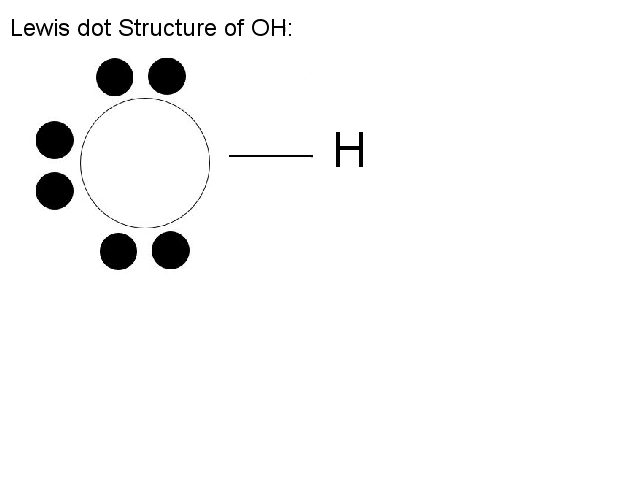 Lewis dot Structure of OH:
O — H